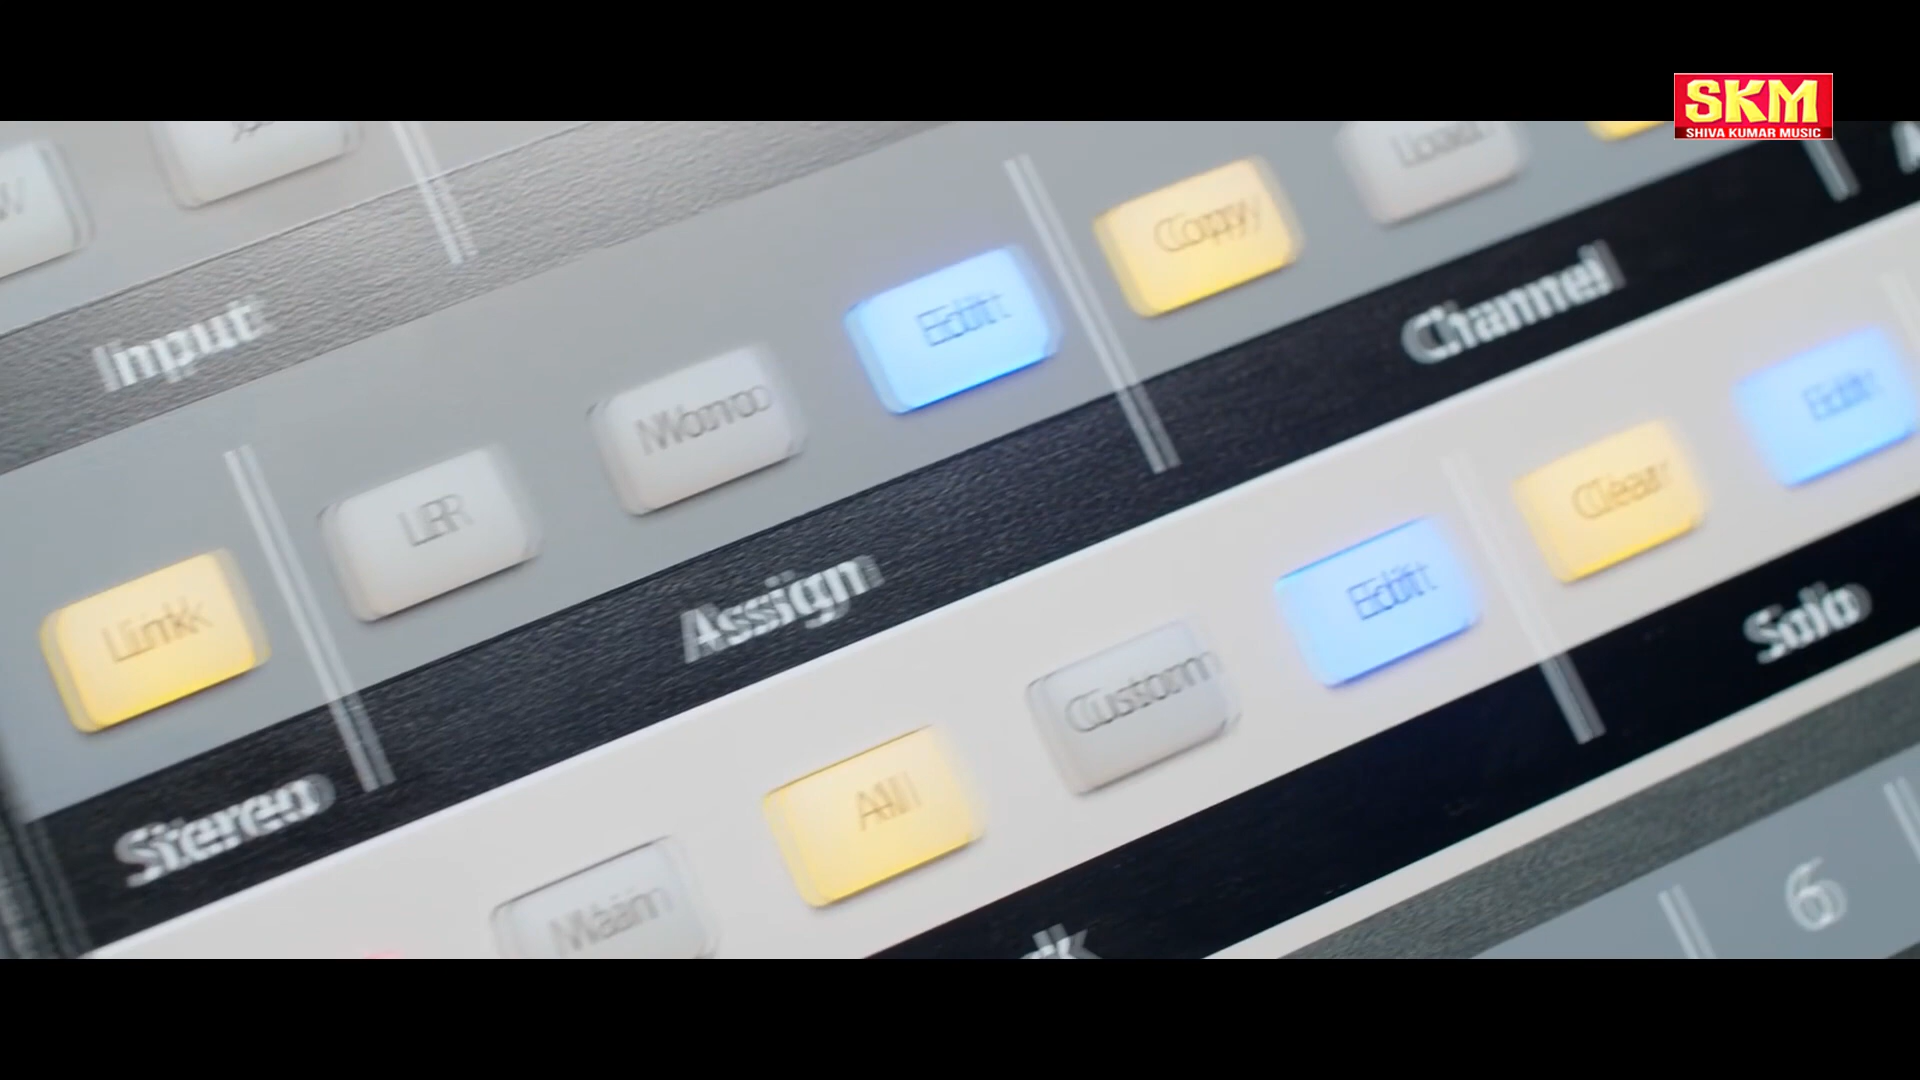 SKM
SHIVA KUMAR MUSIC
Input
Copy
Channel
Edit
Mono
LR
Link
Assign
Stereo
Edit
Clear
Edit
Solo
Custom
All
Main
6